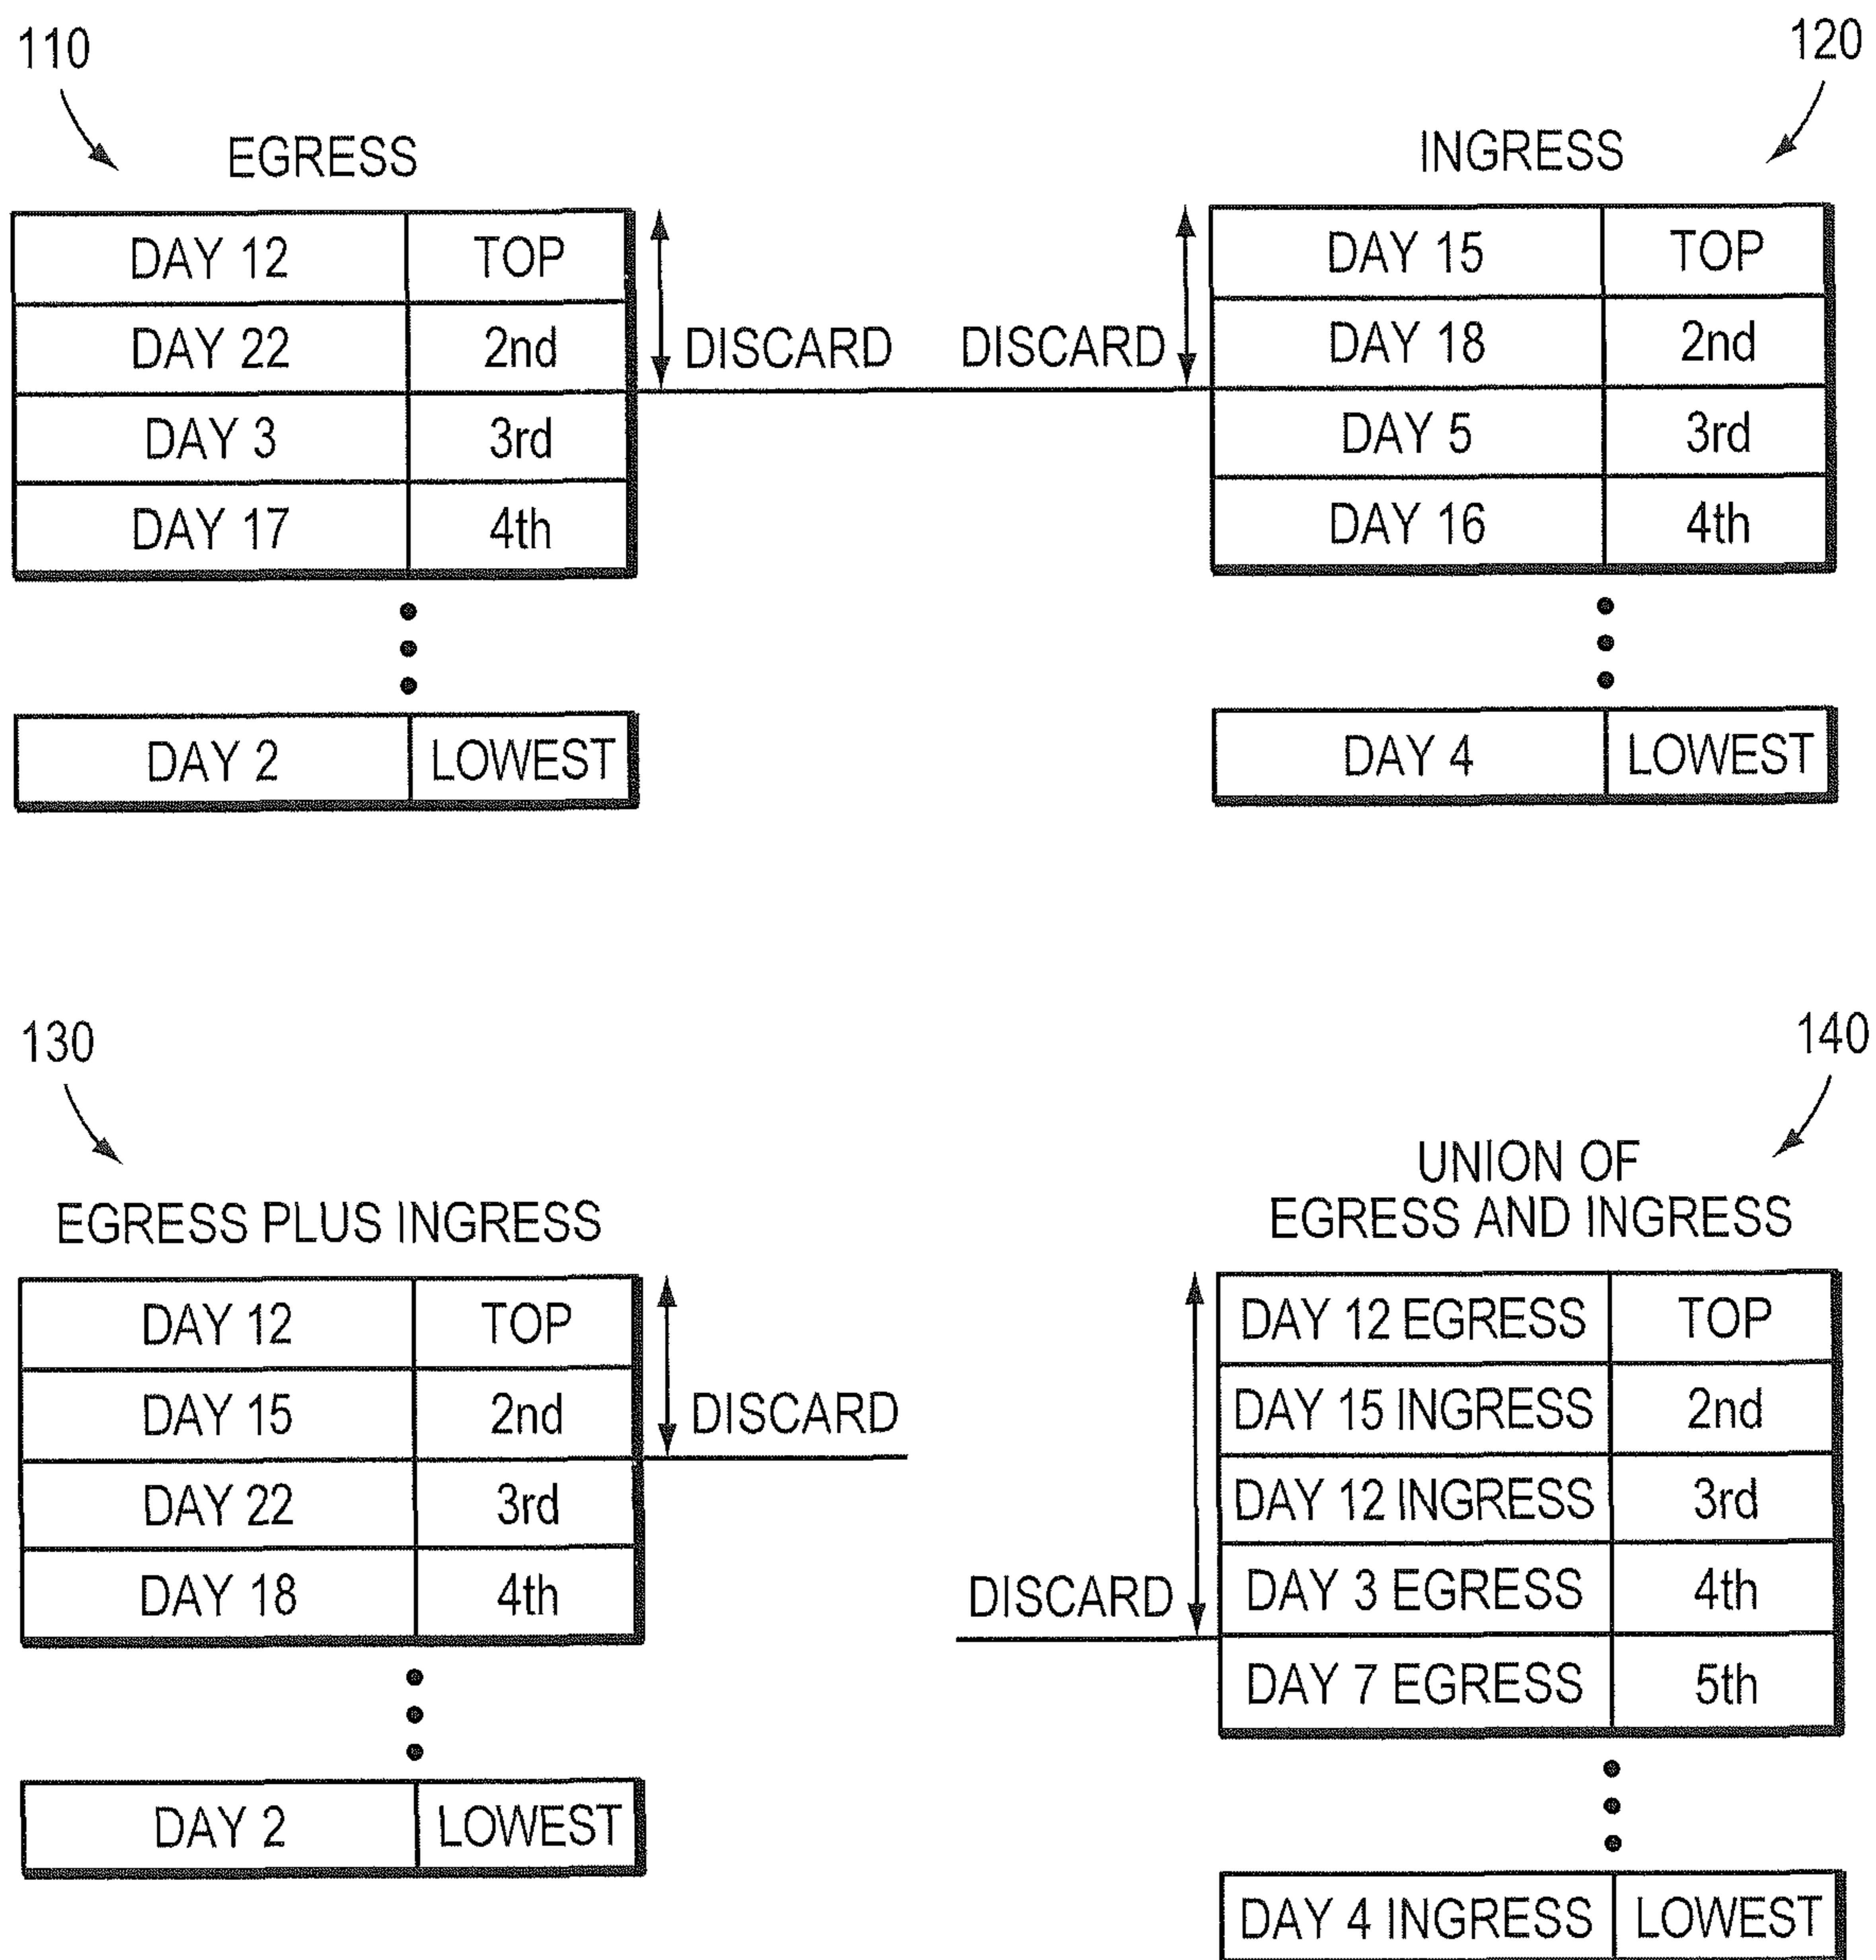 110
120
EGRESS
DAY 12 TOP
DAY 22 2nd
DAY 3 3rd
DAY 17 4th
DAY 2 LOWEST
DISCARD
DISCARD
INGRESS
DAY 15 TOP
DAY 18 2nd
DAY 5 3rd
DAY 16 4th
DAY 4 LOWEST
130
140
EGRESS PLUS INGRESS
DAY 12 TOP
DAY 15 2nd
DAY 22 3rd
DAY 18 4th
DAY 2 LOWEST
DISCARD
UNION OF
EGRESS AND INGRESS
DISCARD
DAY 12 EGRESS TOP
DAY 15 INGRESS 2nd
DAY 12 INGRESS 3rd
DAY 3 EGRESS 4th
DAY 7 EGRESS 5th
DAY 4 INGRESS LOWEST